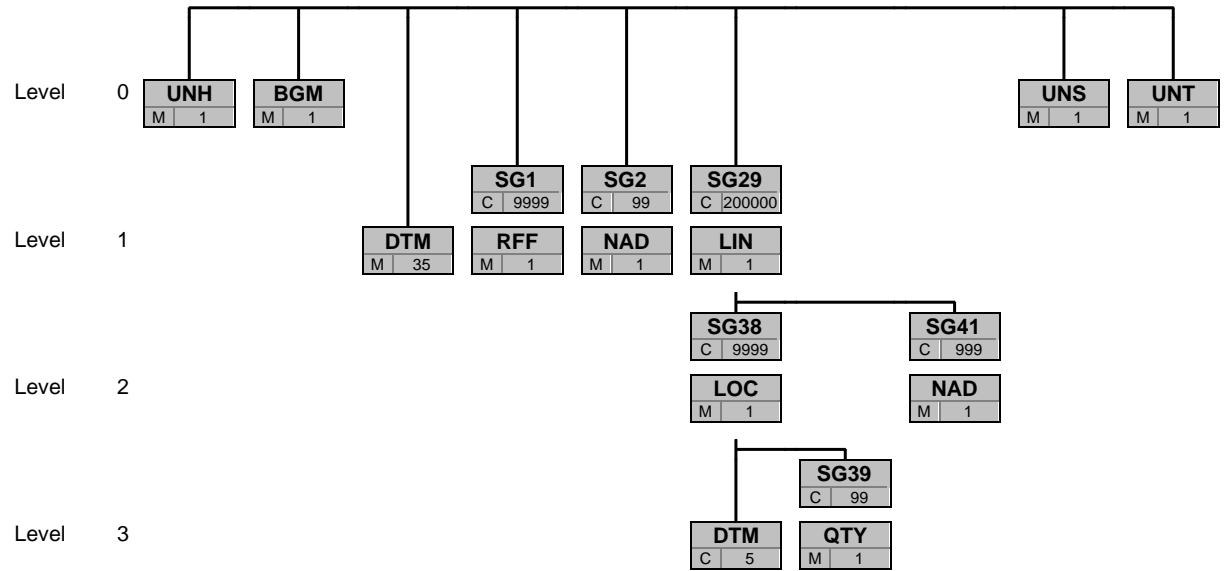 Level 0 UNH BGM UNS UNT
M 1 M 1 M 1 M 1
SG1 SG2 SG29
C 9999 C 99 C 200000
Level 1 DTM RFF NAD LIN
M 35 M 1 M 1 M 1
SG38 SG41
C 9999 C 999
Level 2 LOC NAD
M 1 M 1
SG39
C 99
Level 3 DTM QTY
C 5 M 1